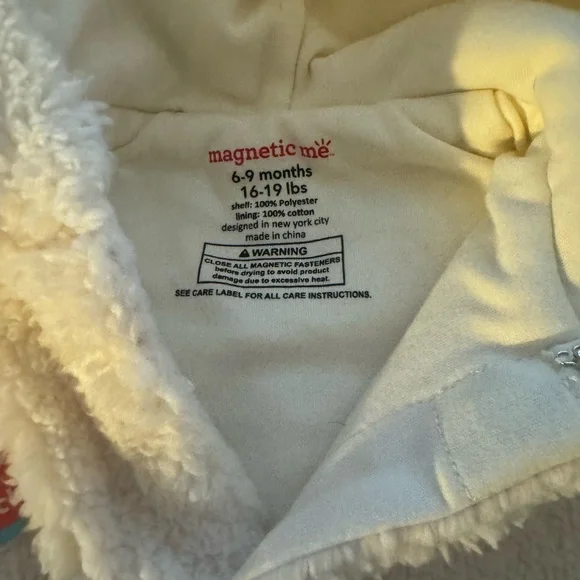 magnetic me
6-9 months
16-19 lbs
shell: 100% Polyester
lining: 100% cotton
designed in new york city
made in china
⚠ WARNING
CLOSE ALL MAGNETIC FASTENERS
before drying to avoid product
damage due to excessive heat.
SEE CARE LABEL FOR ALL CARE INSTRUCTIONS.